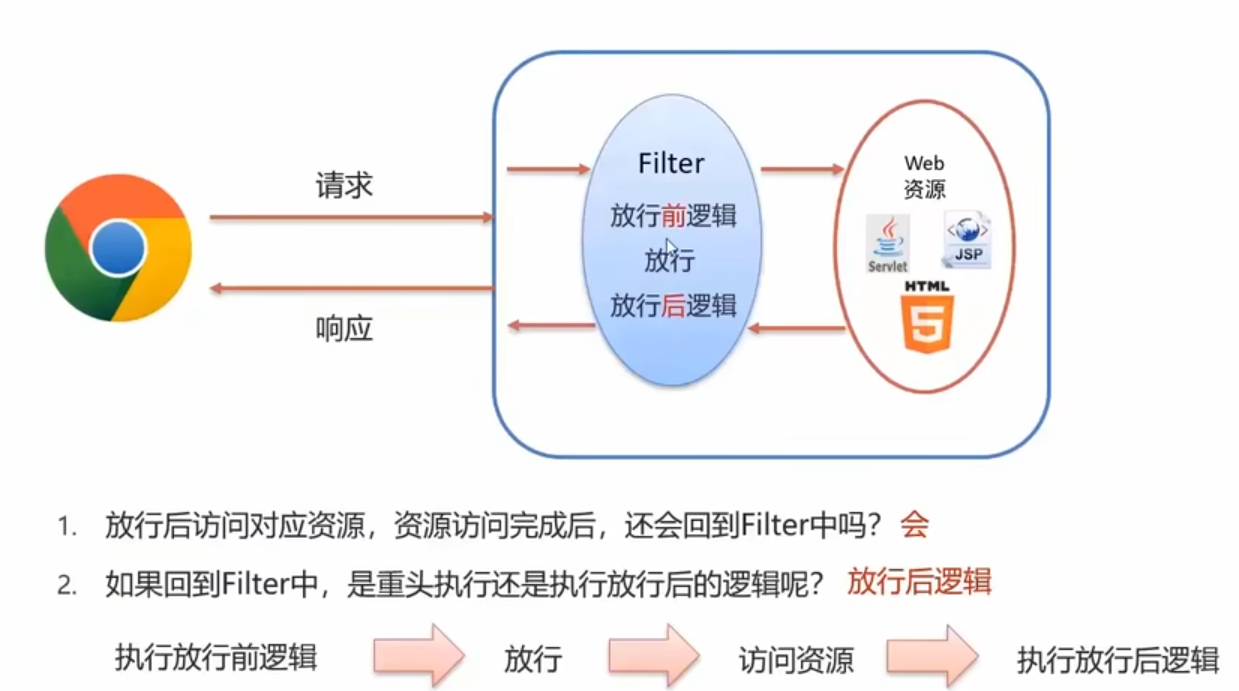 请求
响应
Filter
放行前逻辑
放行
放行后逻辑
Web
资源
Servlet
JSP
HTML
5
1. 放行后访问对应资源，资源访问完成后，还会回到Filter中吗？ 会
2. 如果回到Filter中，是重头执行还是执行放行后的逻辑呢？ 放行后逻辑
执行放行前逻辑 放行 访问资源 执行放行后逻辑